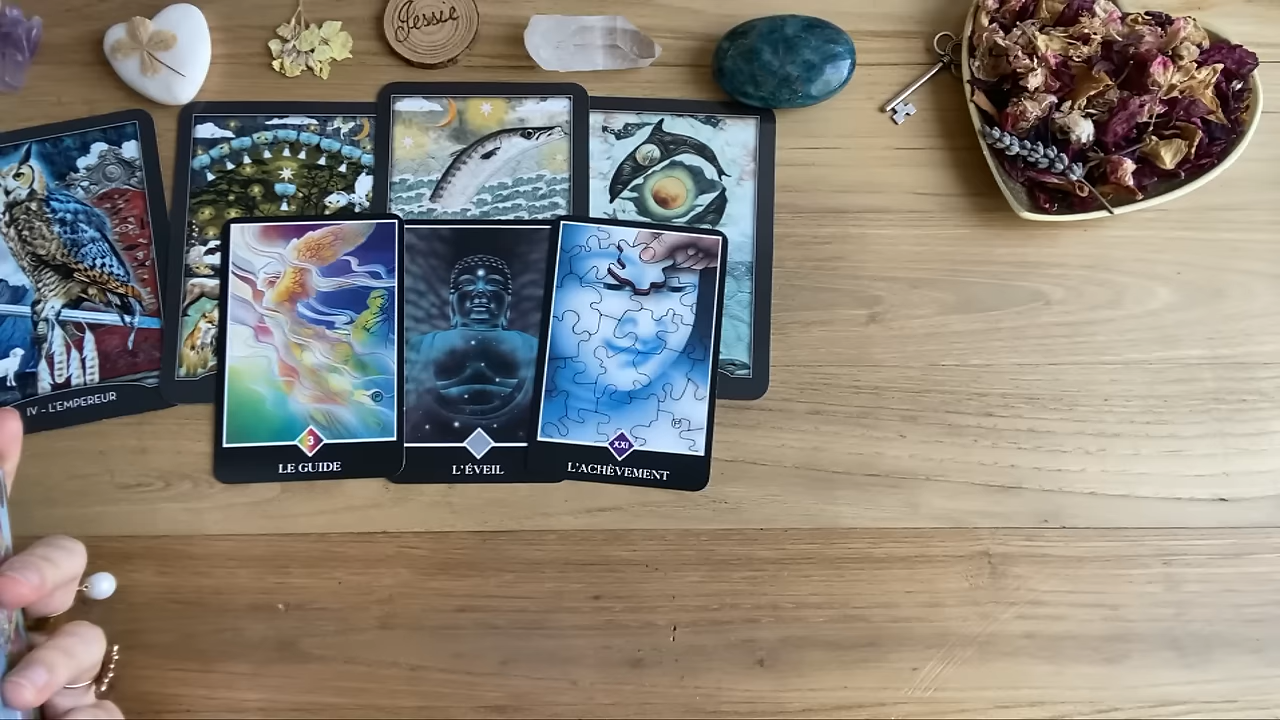 Jessie
IV - L'EMPEREUR
3
LE GUIDE
L'ÉVEIL
XXI
L'ACHÈVEMENT